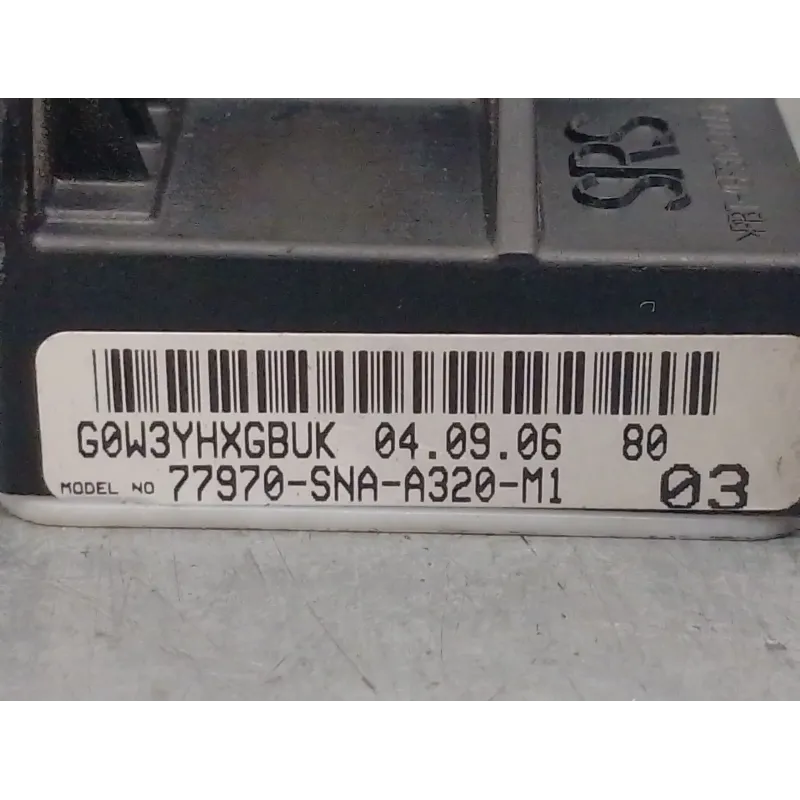 SRS
G0W3YHXGBUK 04.09.06 80
MODEL NO 77970-SNA-A320-M1 03